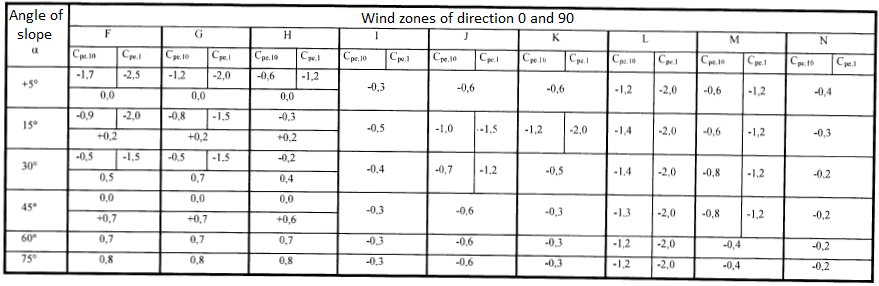 Angle of slope α Wind zones of direction 0 and 90
F G H I J K L M N
Cpe.10 Cpe.1 Cpe.10 Cpe.1 Cpe.10 Cpe.1 Cpe.10 Cpe.1 Cpe.10 Cpe.1 Cpe.10 Cpe.1 Cpe.10 Cpe.1 Cpe.10 Cpe.1 Cpe.10 Cpe.1
+5° -1,7 -2,5 -1,2 -2,0 -0,6 -1,2 -0,3 -0,6 -0,6 -1,2 -2,0 -0,6 -1,2 -0,4
0,0 0,0 0,0
15° -0,9 -2,0 -0,8 -1,5 -0,3 -0,5 -1,0 -1,5 -1,2 -2,0 -1,4 -2,0 -0,6 -1,2 -0,3
+0,2 +0,2 +0,2
30° -0,5 -1,5 -0,5 -1,5 -0,2 -0,4 -0,7 -1,2 -0,5 -1,4 -2,0 -0,8 -1,2 -0,2
0,5 0,7 0,4
45° 0,0 0,0 0,0 -0,3 -0,6 -0,3 -1,3 -2,0 -0,8 -1,2 -0,2
+0,7 +0,7 +0,6
60° 0,7 0,7 0,7 -0,3 -0,6 -0,3 -1,2 -2,0 -0,4 -0,2
75° 0,8 0,8 0,8 -0,3 -0,6 -0,3 -1,2 -2,0 -0,4 -0,2